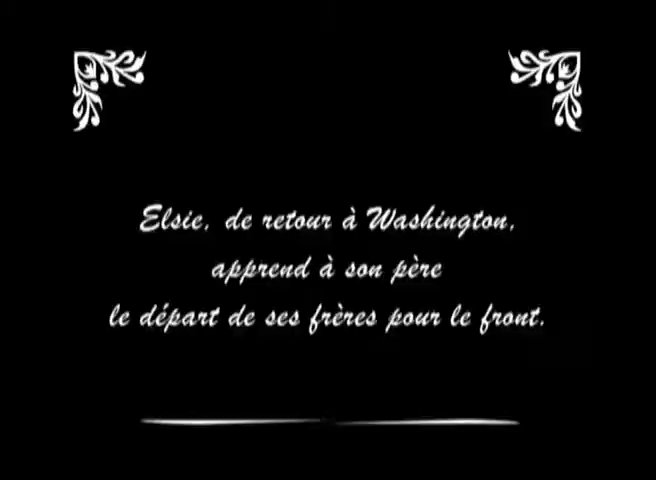 Elsie, de retour à Washington,
apprend à son père
le départ de ses frères pour le front.